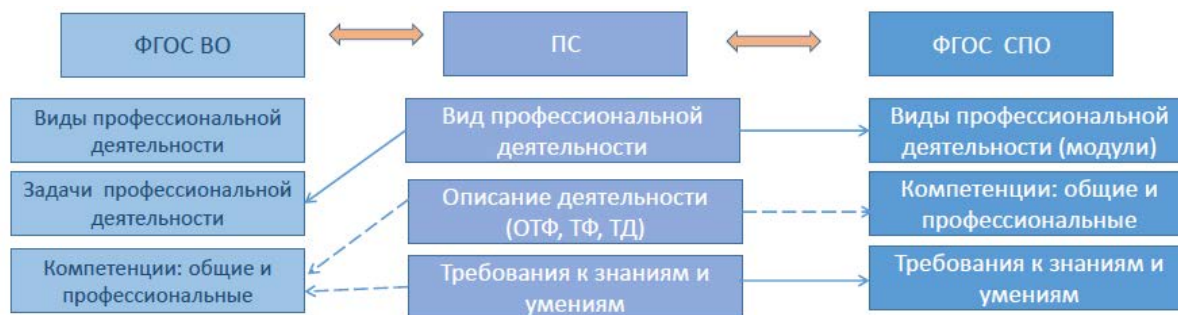 ФГОС ВО
ПС
ФГОС СПО
Виды профессиональной
деятельности
Вид профессиональной
деятельности
Виды профессиональной
деятельности (модули)
Задачи профессиональной
деятельности
Описание деятельности
(ОТФ, ТФ, ТД)
Компетенции: общие и
профессиональные
Компетенции: общие и
профессиональные
Требования к знаниям и
умениям
Требования к знаниям и
умениям